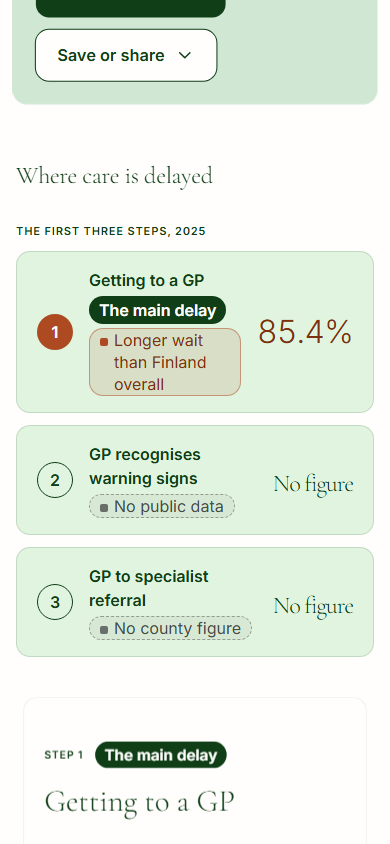 Save or share
Where care is delayed
THE FIRST THREE STEPS, 2025
1
Getting to a GP
The main delay
Longer wait
than Finland
overall
85.4%
2
GP recognises
warning signs
No public data
No figure
3
GP to specialist
referral
No county figure
No figure
STEP 1 The main delay
Getting to a GP